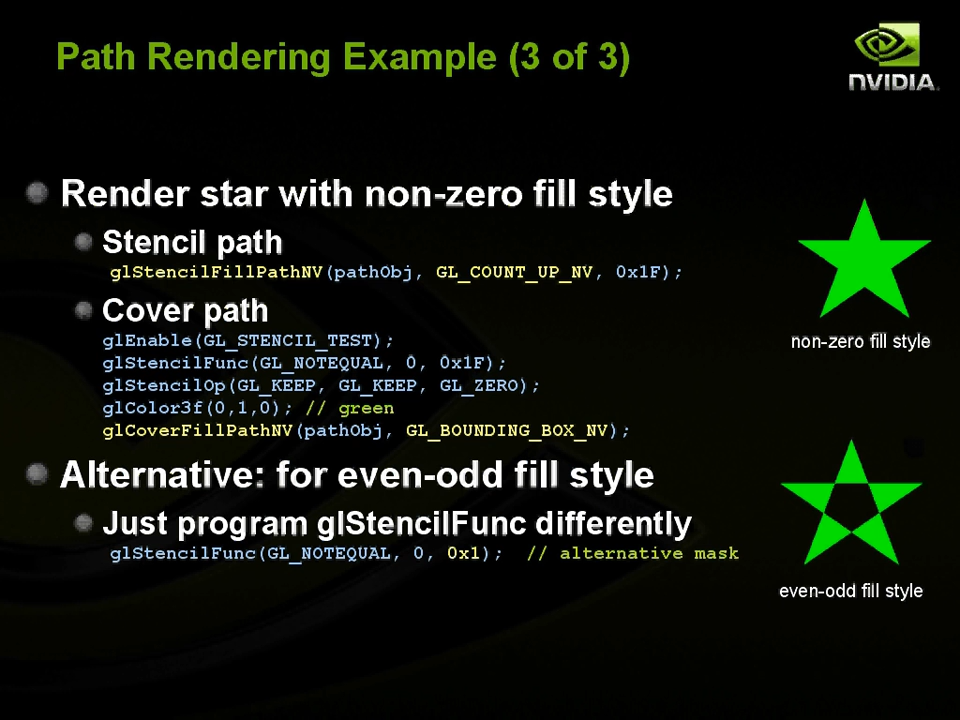 Path Rendering Example (3 of 3)
NVIDIA.
Render star with non-zero fill style
Stencil path
glStencilFillPathNV(pathObj, GL_COUNT_UP_NV, 0x1F);
Cover path
glEnable(GL_STENCIL_TEST);
glStencilFunc(GL_NOTEQUAL, 0, 0x1F);
glStencilOp(GL_KEEP, GL_KEEP, GL_ZERO);
glColor3f(0,1,0); // green
glCoverFillPathNV(pathObj, GL_BOUNDING_BOX_NV);
non-zero fill style
Alternative: for even-odd fill style
Just program glStencilFunc differently
glStencilFunc(GL_NOTEQUAL, 0, 0x1); // alternative mask
even-odd fill style